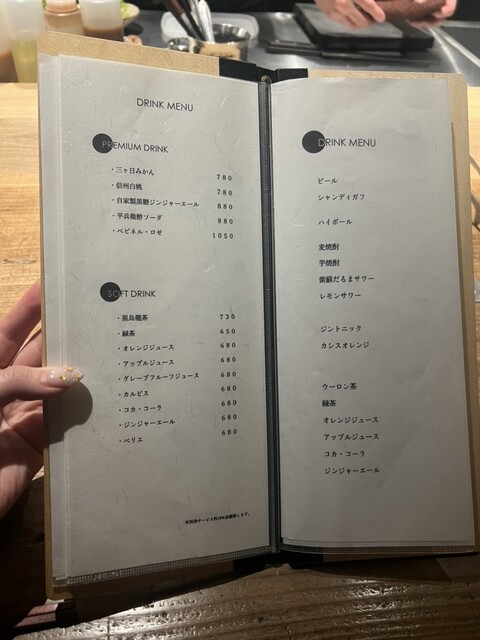 DRINK MENU
PREMIUM DRINK
・三ヶ日みかん 780
・信州白桃 780
・自家製黒糖ジンジャーエール 880
・平兵衛酢ソーダ 880
・ベビネル・ロゼ 1050
SOFT DRINK
・黒烏龍茶 730
・緑茶 650
・オレンジジュース 680
・アップルジュース 680
・グレープフルーツジュース 680
・カルピス 680
・コカ・コーラ 680
・ジンジャーエール 680
・ペリエ 680
DRINK MENU
ビール
シャンディガフ
ハイボール
麦焼酎
芋焼酎
紫蘇だるまサワー
レモンサワー
ジントニック
カシスオレンジ
ウーロン茶
緑茶
オレンジジュース
アップルジュース
コカ・コーラ
ジンジャーエール